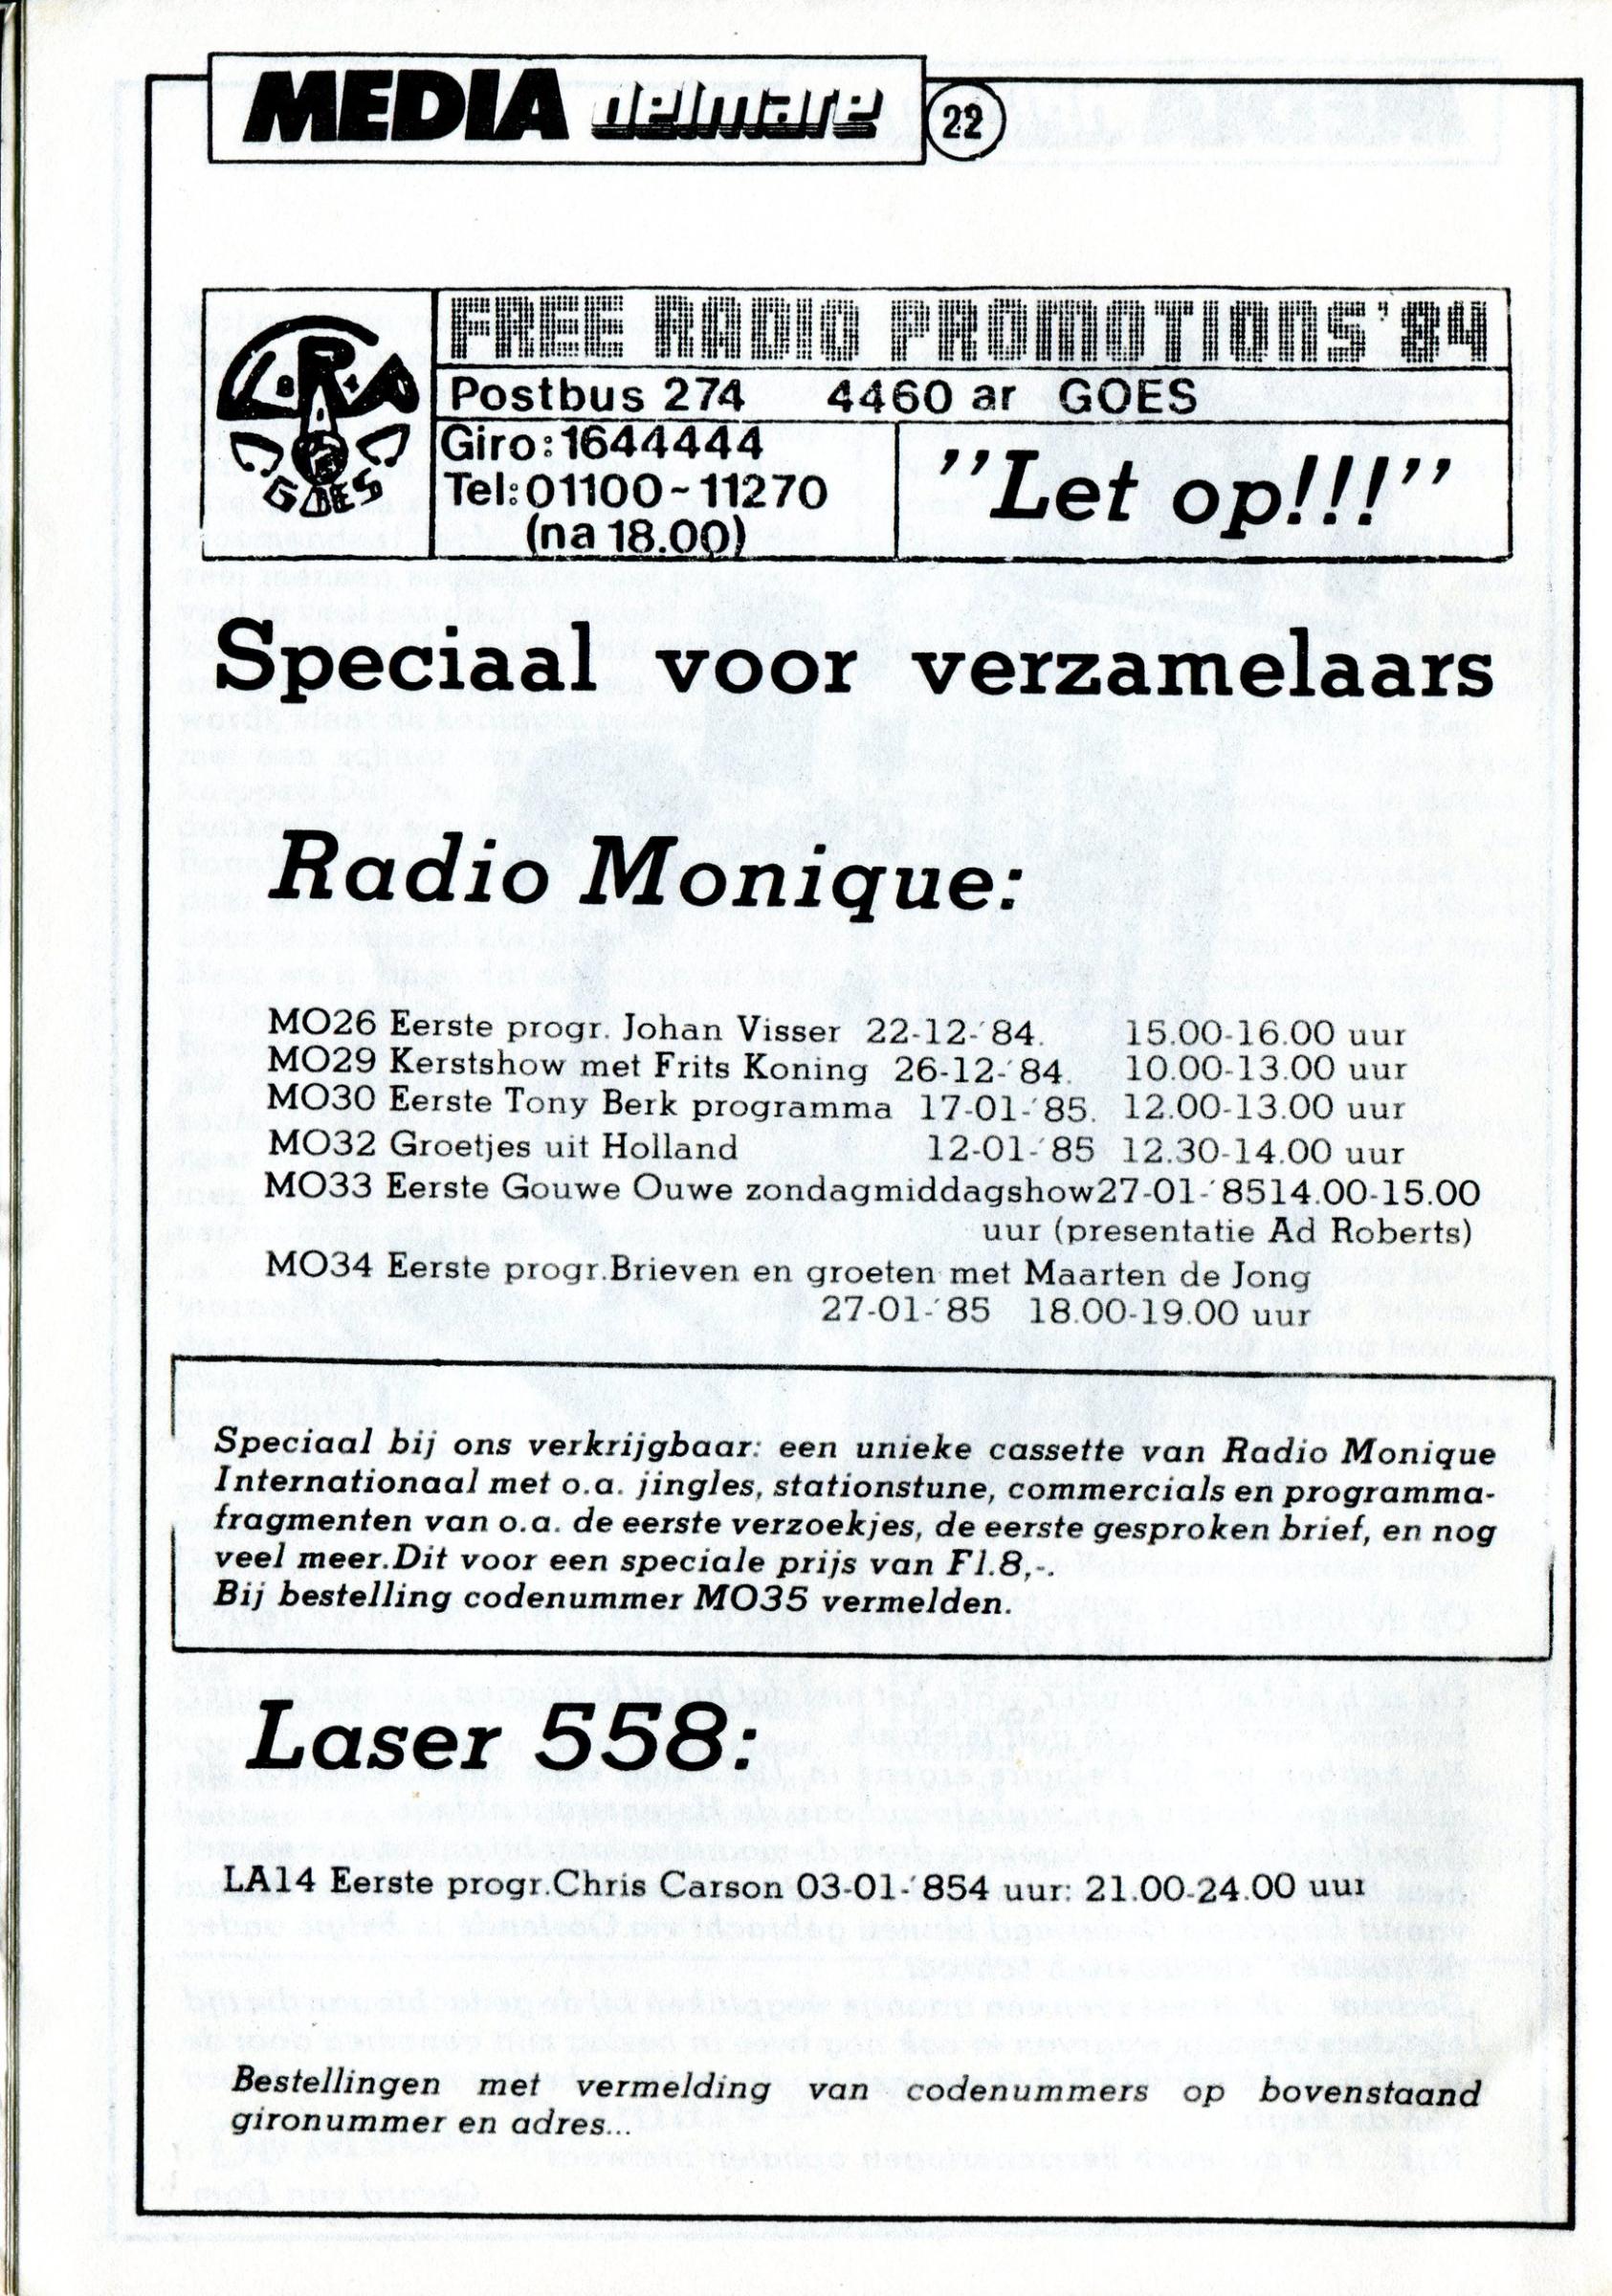 MEDIA delmare 22
FREE RADIO PROMOTIONS '84
Postbus 274 4460 ar GOES
Giro:1644444
Tel:01100~11270
(na 18.00)
"Let op!!!"
GOES
Speciaal voor verzamelaars
Radio Monique:
MO26 Eerste progr. Johan Visser 22-12-'84. 15.00-16.00 uur
MO29 Kerstshow met Frits Koning 26-12-'84. 10.00-13.00 uur
MO30 Eerste Tony Berk programma 17-01-'85. 12.00-13.00 uur
MO32 Groetjes uit Holland 12-01-'85 12.30-14.00 uur
MO33 Eerste Gouwe Ouwe zondagmiddagshow27-01-'8514.00-15.00
uur (presentatie Ad Roberts)
MO34 Eerste progr.Brieven en groeten met Maarten de Jong
27-01-'85 18.00-19.00 uur
Speciaal bij ons verkrijgbaar: een unieke cassette van Radio Monique
Internationaal met o.a. jingles, stationstune, commercials en programma-
fragmenten van o.a. de eerste verzoekjes, de eerste gesproken brief, en nog
veel meer.Dit voor een speciale prijs van Fl.8,-.
Bij bestelling codenummer MO35 vermelden.
Laser 558:
LA14 Eerste progr.Chris Carson 03-01-'854 uur: 21.00-24.00 uur
Bestellingen met vermelding van codenummers op bovenstaand
gironummer en adres...